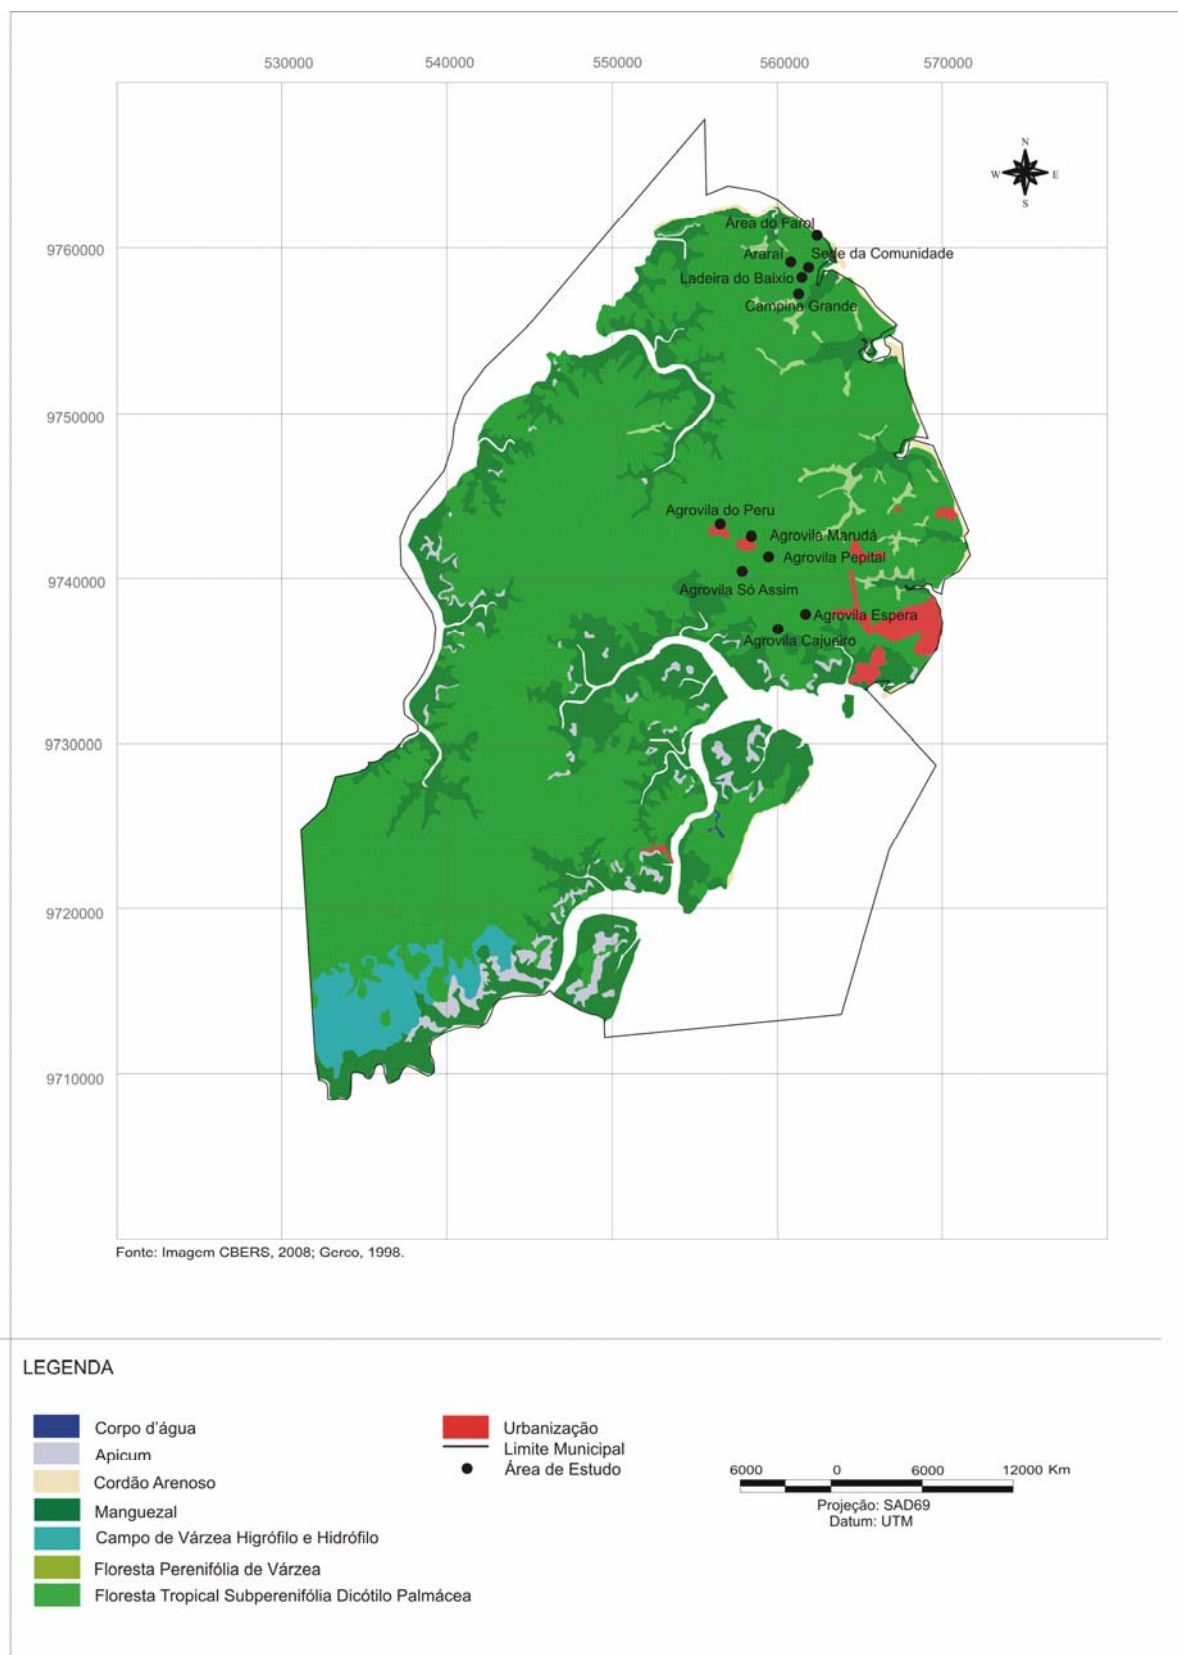 530000 540000 550000 560000 570000
N
W E
S
9760000
9750000
9740000
9730000
9720000
9710000
Área do Farol
Araraí
Sede da Comunidade
Ladeira do Baixio
Campina Grande
Agrovila do Peru
Agrovila Marudá
Agrovila Pepital
Agrovila Só Assim
Agrovila Espera
Agrovila Cajueiro
Fonte: Imagem CBERS, 2008; Gerco, 1998.
LEGENDA
Corpo d'água
Apicum
Cordão Arenoso
Manguezal
Campo de Várzea Higrófilo e Hidrófilo
Floresta Perenifólia de Várzea
Floresta Tropical Subperenifólia Dicótilo Palmácea
Urbanização
Limite Municipal
Área de Estudo
6000 0 6000 12000 Km
Projeção: SAD69
Datum: UTM